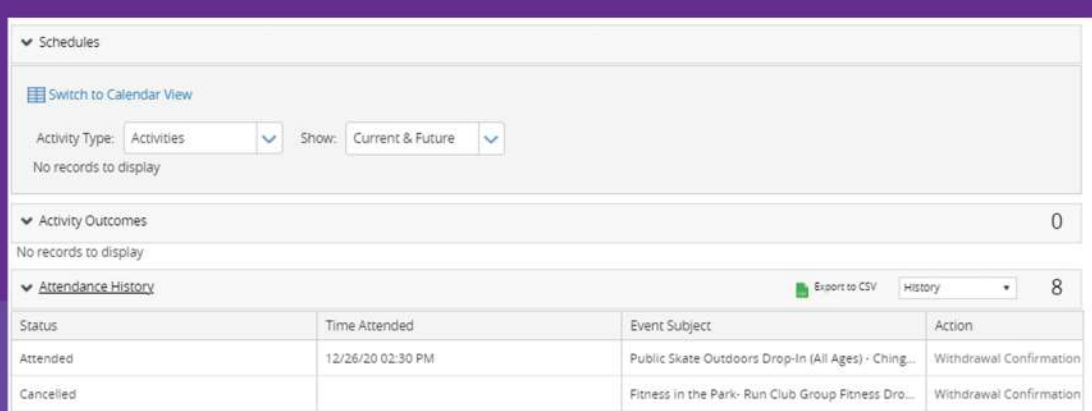 Schedules
Switch to Calendar View
Activity Type: Activities Show: Current & Future
No records to display
Activity Outcomes 0
No records to display
Attendance History Export to CSV History 8
Status Time Attended Event Subject Action
Attended 12/26/20 02:30 PM Public Skate Outdoors Drop-In (All Ages) - Ching... Withdrawal Confirmation
Cancelled Fitness in the Park- Run Club Group Fitness Dro... Withdrawal Confirmation